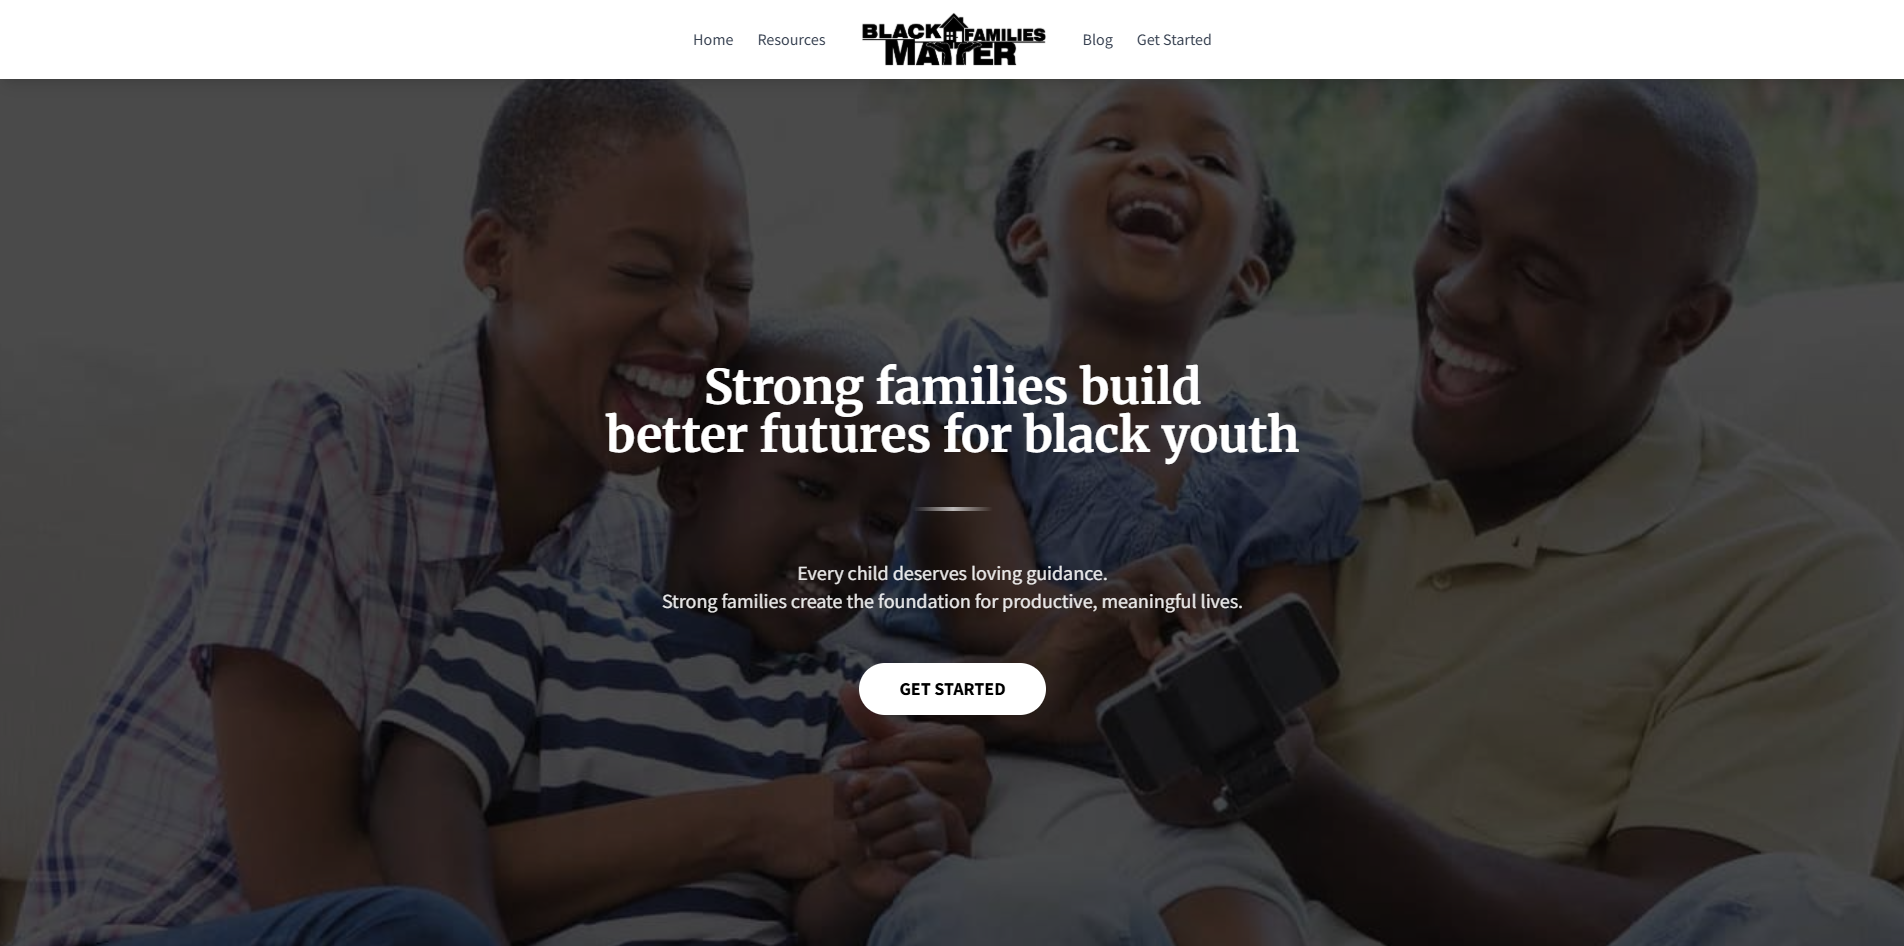 Home
Resources
BLACK FAMILIES
MATTER
Blog
Get Started
Strong families build
better futures for black youth
Every child deserves loving guidance.
Strong families create the foundation for productive, meaningful lives.
GET STARTED